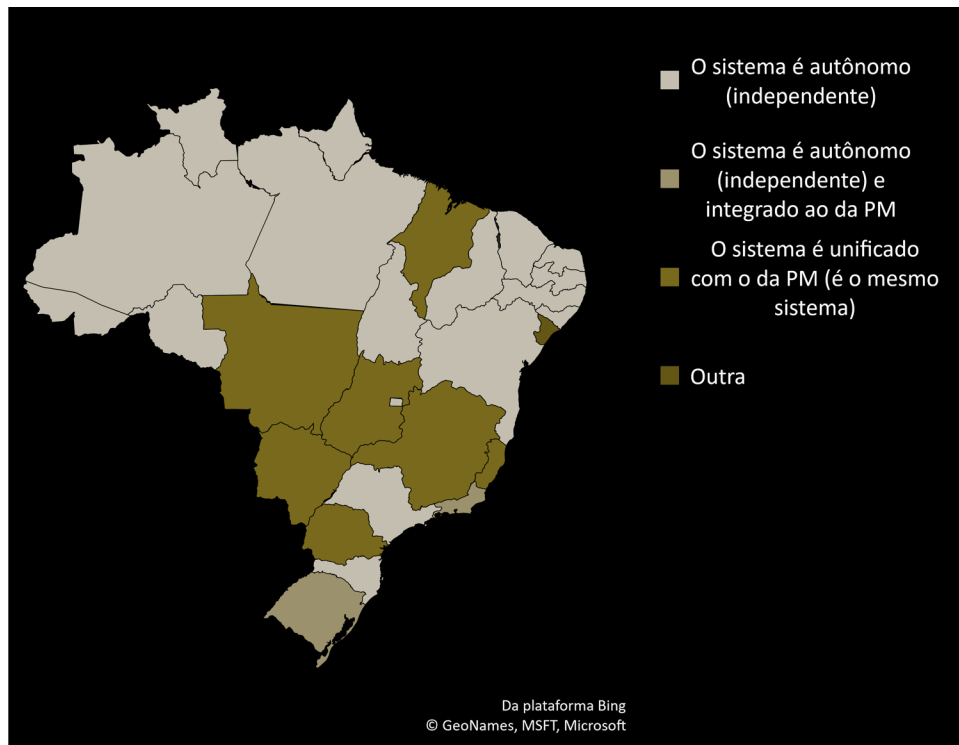 O sistema é autônomo
(independente)
O sistema é autônomo
(independente) e
integrado ao da PM
O sistema é unificado
com o da PM (é o mesmo
sistema)
Outra
Da plataforma Bing
© GeoNames, MSFT, Microsoft